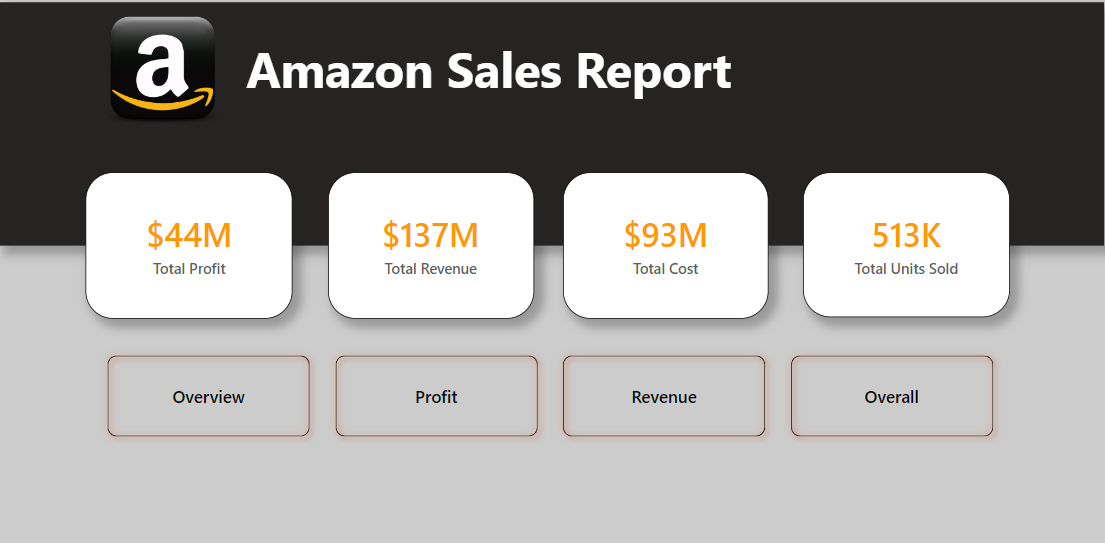 a
Amazon Sales Report
$44M
Total Profit
$137M
Total Revenue
$93M
Total Cost
513K
Total Units Sold
Overview
Profit
Revenue
Overall